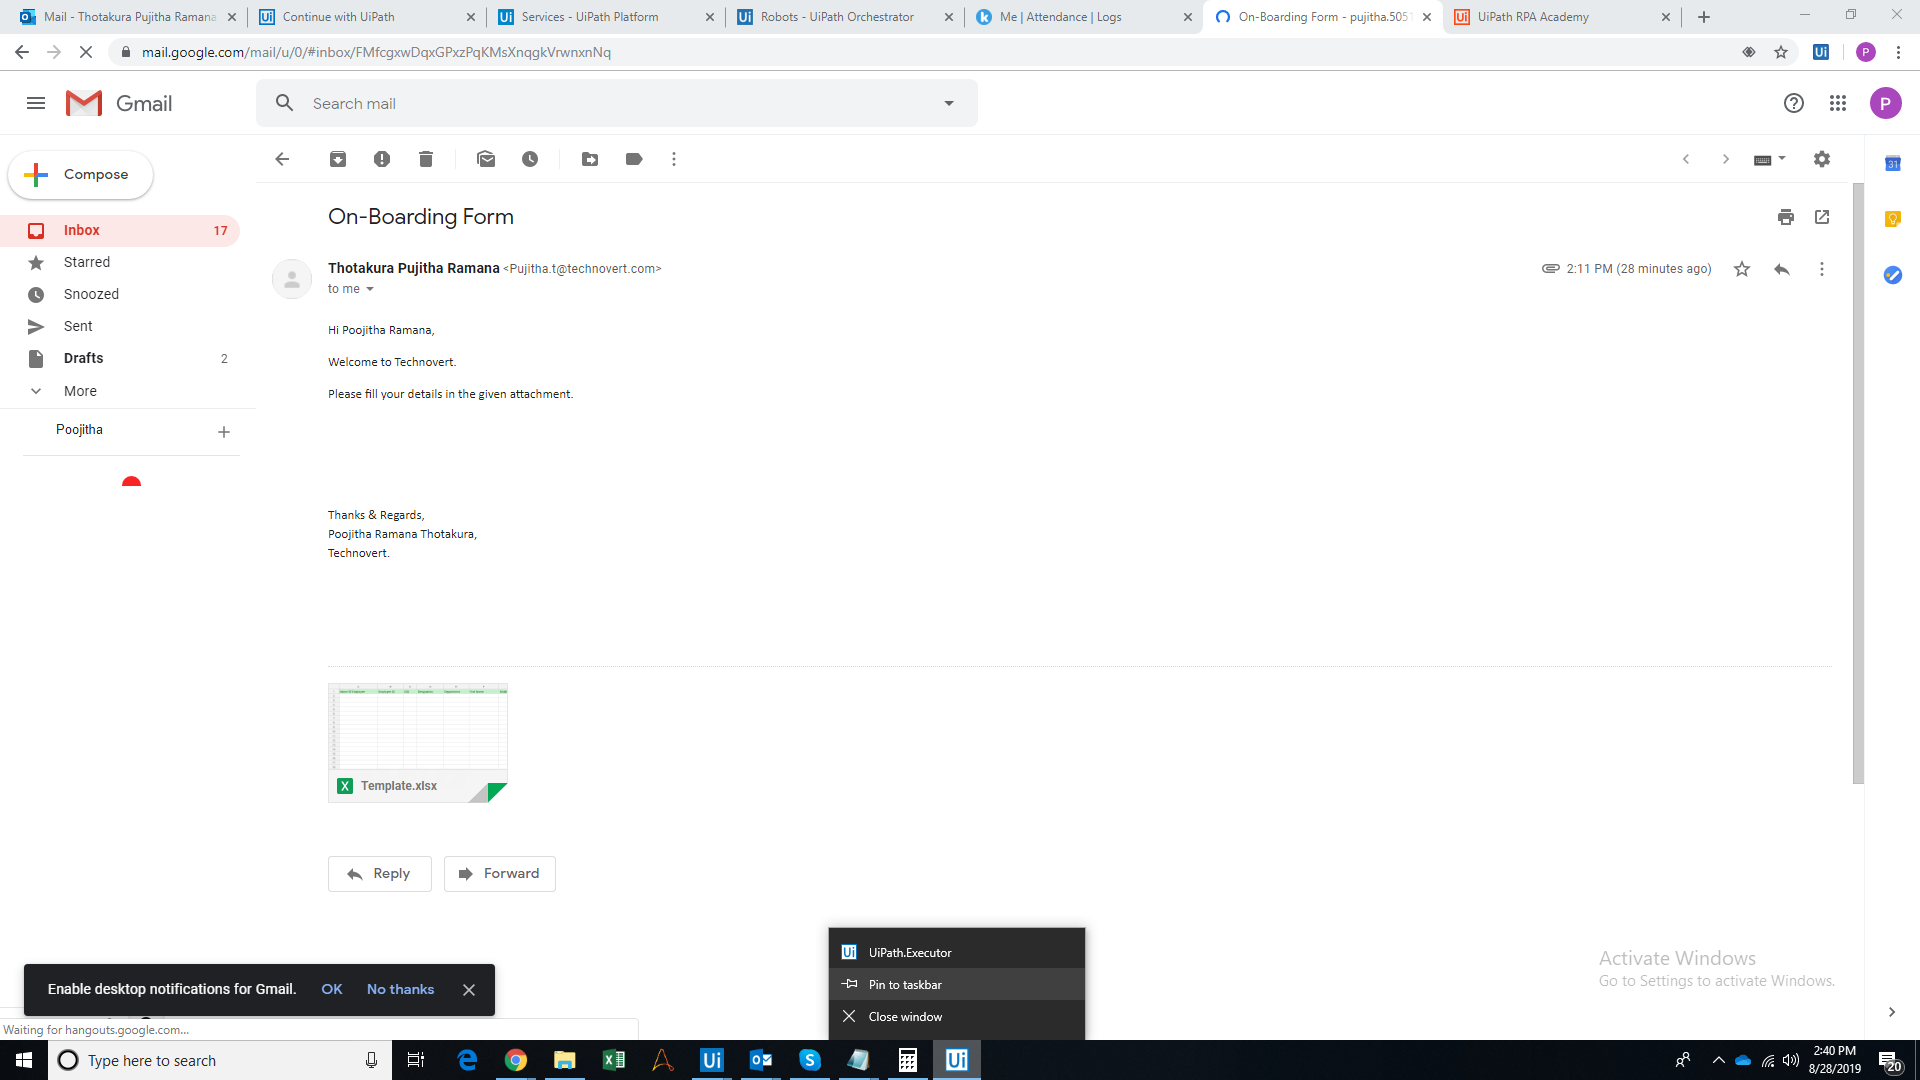 Mail - Thotakura Pujitha Ramana
Continue with UiPath
Services - UiPath Platform
Robots - UiPath Orchestrator
Me | Attendance | Logs
On-Boarding Form - pujitha.505
UiPath RPA Academy
mail.google.com/mail/u/0/#inbox/FMfcgxwDqxGPxzPqKMsXnqgkVrwnxnNq
Ui
P
Gmail
Search mail
P
Compose
Inbox 17
Starred
Snoozed
Sent
Drafts 2
More
Poojitha
31
On-Boarding Form
Thotakura Pujitha Ramana <Pujitha.t@technovert.com>
2:11 PM (28 minutes ago)
to me
Hi Poojitha Ramana,
Welcome to Technovert.
Please fill your details in the given attachment.
Thanks & Regards,
Poojitha Ramana Thotakura,
Technovert.
Template.xlsx
Reply
Forward
UiPath.Executor
Pin to taskbar
Close window
Activate Windows
Go to Settings to activate Windows.
Enable desktop notifications for Gmail. OK No thanks
Waiting for hangouts.google.com...
Type here to search
2:40 PM
8/28/2019
20